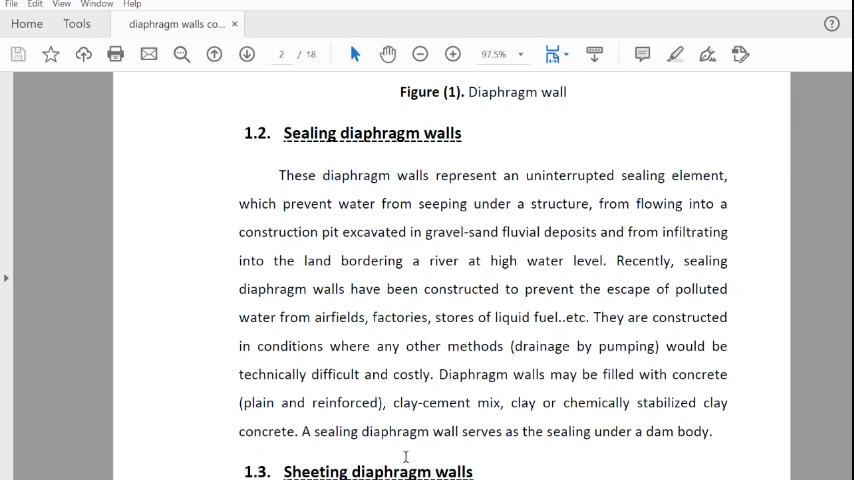 File Edit View Window Help
Home Tools diaphragm walls co... ×
2 / 18 97.5%
Figure (1). Diaphragm wall
1.2. Sealing diaphragm walls
These diaphragm walls represent an uninterrupted sealing element,
which prevent water from seeping under a structure, from flowing into a
construction pit excavated in gravel-sand fluvial deposits and from infiltrating
into the land bordering a river at high water level. Recently, sealing
diaphragm walls have been constructed to prevent the escape of polluted
water from airfields, factories, stores of liquid fuel..etc. They are constructed
in conditions where any other methods (drainage by pumping) would be
technically difficult and costly. Diaphragm walls may be filled with concrete
(plain and reinforced), clay-cement mix, clay or chemically stabilized clay
concrete. A sealing diaphragm wall serves as the sealing under a dam body.
1.3. Sheeting diaphragm walls